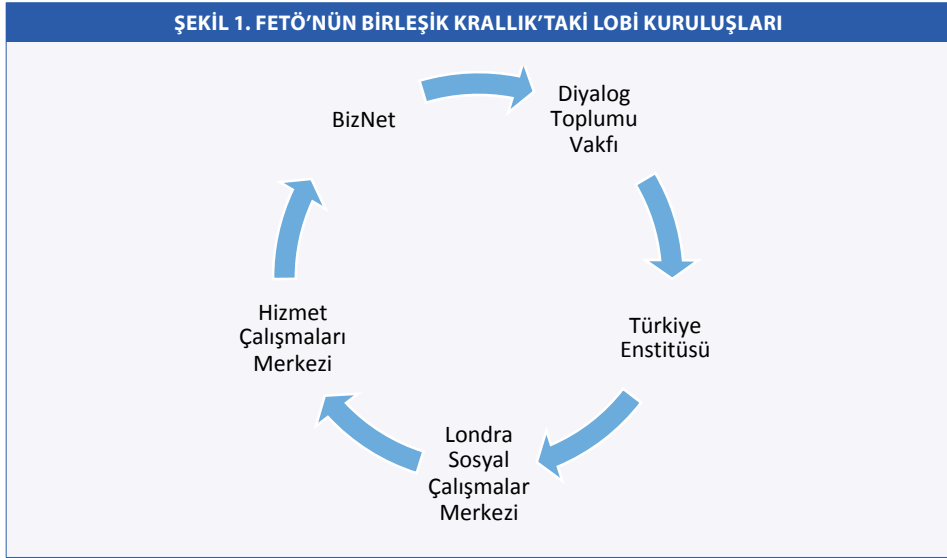 ŞEKİL 1. FETÖ’NÜN BİRLEŞİK KRALLIK’TAKİ LOBİ KURULUŞLARI
BizNet
Diyalog
Toplumu
Vakfı
Türkiye
Enstitüsü
Londra
Sosyal
Çalışmalar
Merkezi
Hizmet
Çalışmaları
Merkezi